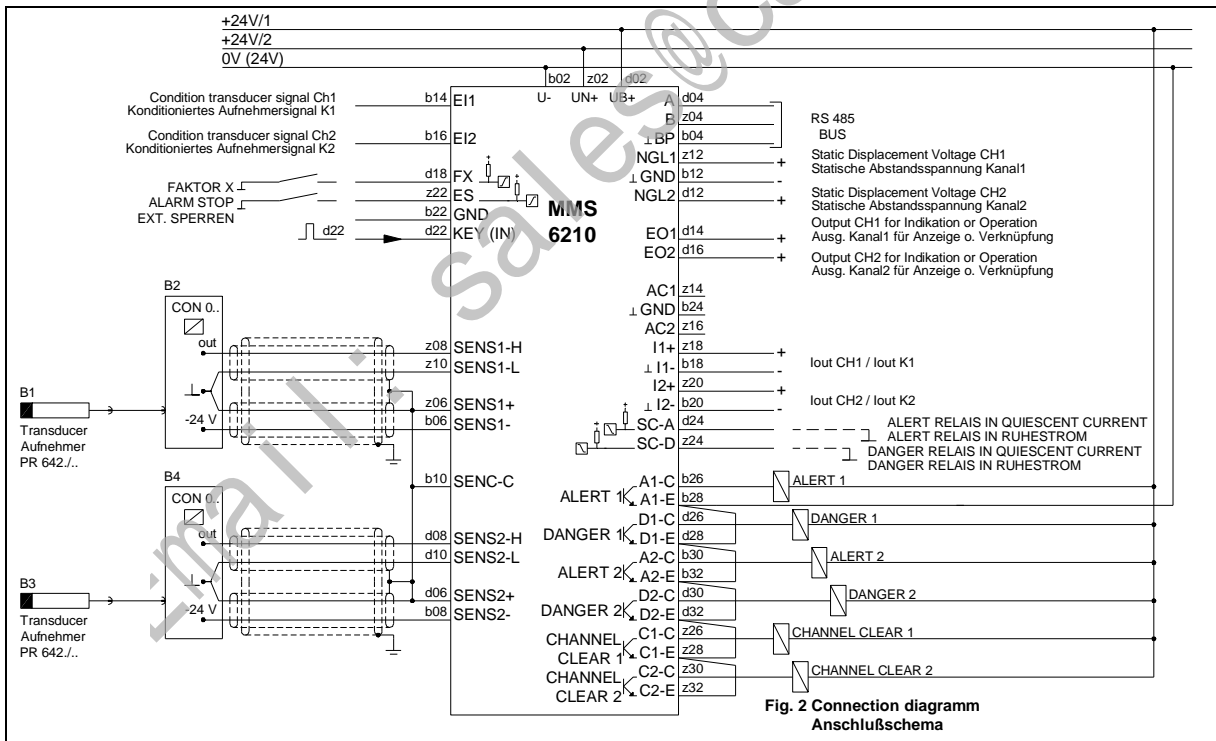 +24V/1
+24V/2
0V (24V)
b02 z02 d02
U- UN+ UB+
Condition transducer signal Ch1
Konditioniertes Aufnehmersignal K1
b14 EI1
Condition transducer signal Ch2
Konditioniertes Aufnehmersignal K2
b16 EI2
FAKTOR X
d18 FX
ALARM STOP
z22 ES
EXT. SPERREN
b22 GND
d22
d22 KEY (IN)
MMS
6210
B2
CON 0..
out
⊥
-24 V
B1
Transducer
Aufnehmer
PR 642./..
z08 SENS1-H
z10 SENS1-L
z06 SENS1+
b06 SENS1-
b10 SENC-C
B4
CON 0..
out
⊥
-24 V
B3
Transducer
Aufnehmer
PR 642./..
d08 SENS2-H
d10 SENS2-L
d06 SENS2+
b08 SENS2-
A d04
B z04
⊥ BP b04
RS 485
BUS
NGL1 z12 +
Static Displacement Voltage CH1
Statische Abstandsspannung Kanal1
⊥ GND b12 -
NGL2 d12 +
Static Displacement Voltage CH2
Statische Abstandsspannung Kanal2
EO1 d14 +
Output CH1 for Indikation or Operation
Ausg. Kanal1 für Anzeige o. Verknüpfung
EO2 d16 +
Output CH2 for Indikation or Operation
Ausg. Kanal2 für Anzeige o. Verknüpfung
AC1 z14
⊥ GND b24
AC2 z16
I1+ z18 +
⊥ I1- b18 -
Iout CH1 / Iout K1
I2+ z20 +
⊥ I2- b20 -
Iout CH2 / Iout K2
SC-A d24
ALERT RELAIS IN QUIESCENT CURRENT
ALERT RELAIS IN RUHESTROM
SC-D z24
DANGER RELAIS IN QUIESCENT CURRENT
DANGER RELAIS IN RUHESTROM
ALERT 1
A1-C b26
A1-E b28
ALERT 1
DANGER 1
D1-C d26
D1-E d28
DANGER 1
ALERT 2
A2-C b30
A2-E b32
ALERT 2
DANGER 2
D2-C d30
D2-E d32
DANGER 2
CHANNEL
CLEAR 1
C1-C z26
C1-E z28
CHANNEL CLEAR 1
CHANNEL
CLEAR 2
C2-C z30
C2-E z32
CHANNEL CLEAR 2
Fig. 2 Connection diagramm
Anschlußschema
Email: sales@c